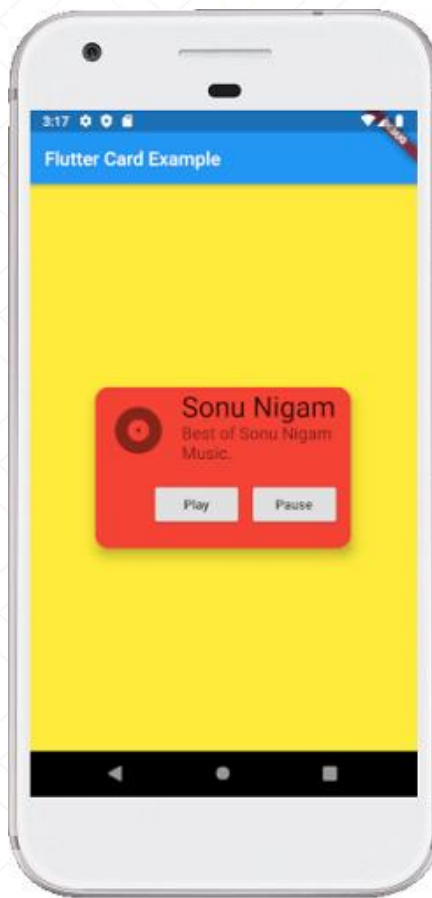 3:17
Flutter Card Example
Sonu Nigam
Best of Sonu Nigam
Music.
Play
Pause